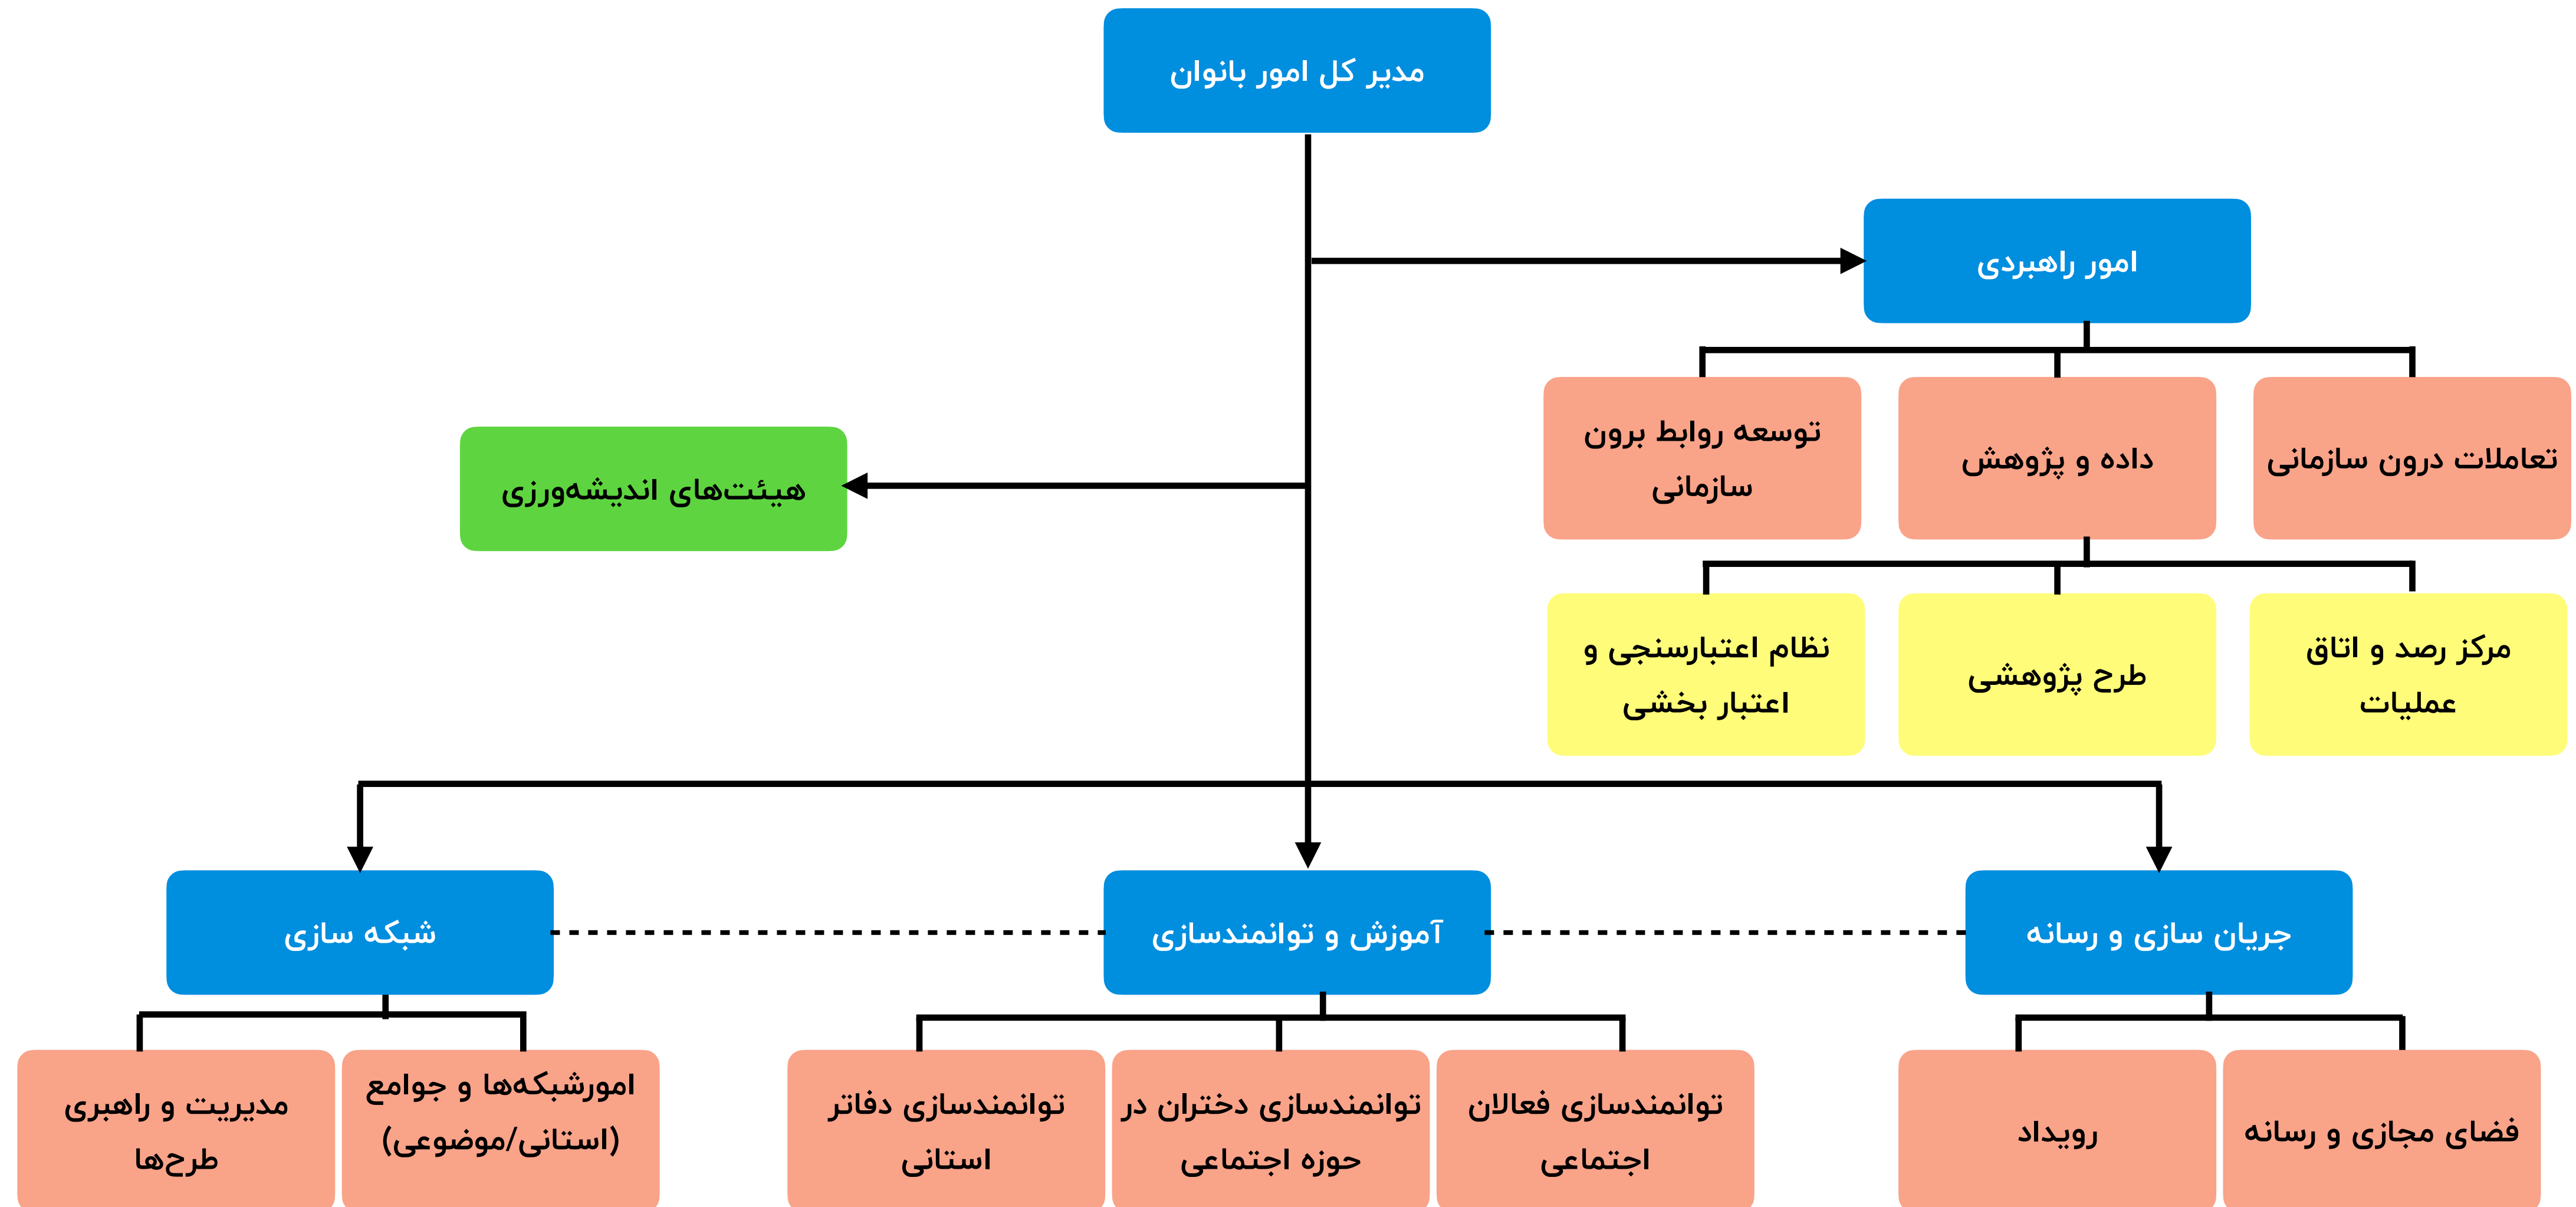 مدیر کل امور بانوان
امور راهبردی
تعاملات درون سازمانی
داده و پژوهش
توسعه روابط برون
سازمانی
هیئت‌های اندیشه‌ورزی
مرکز رصد و اتاق
عملیات
طرح پژوهشی
نظام اعتبارسنجی و
اعتبار بخشی
جریان سازی و رسانه
آموزش و توانمندسازی
شبکه سازی
فضای مجازی و رسانه
رویداد
توانمندسازی فعالان
اجتماعی
توانمندسازی دختران در
حوزه اجتماعی
توانمندسازی دفاتر
استانی
امورشبکه‌ها و جوامع
(استانی/موضوعی)
مدیریت و راهبری
طرح‌ها